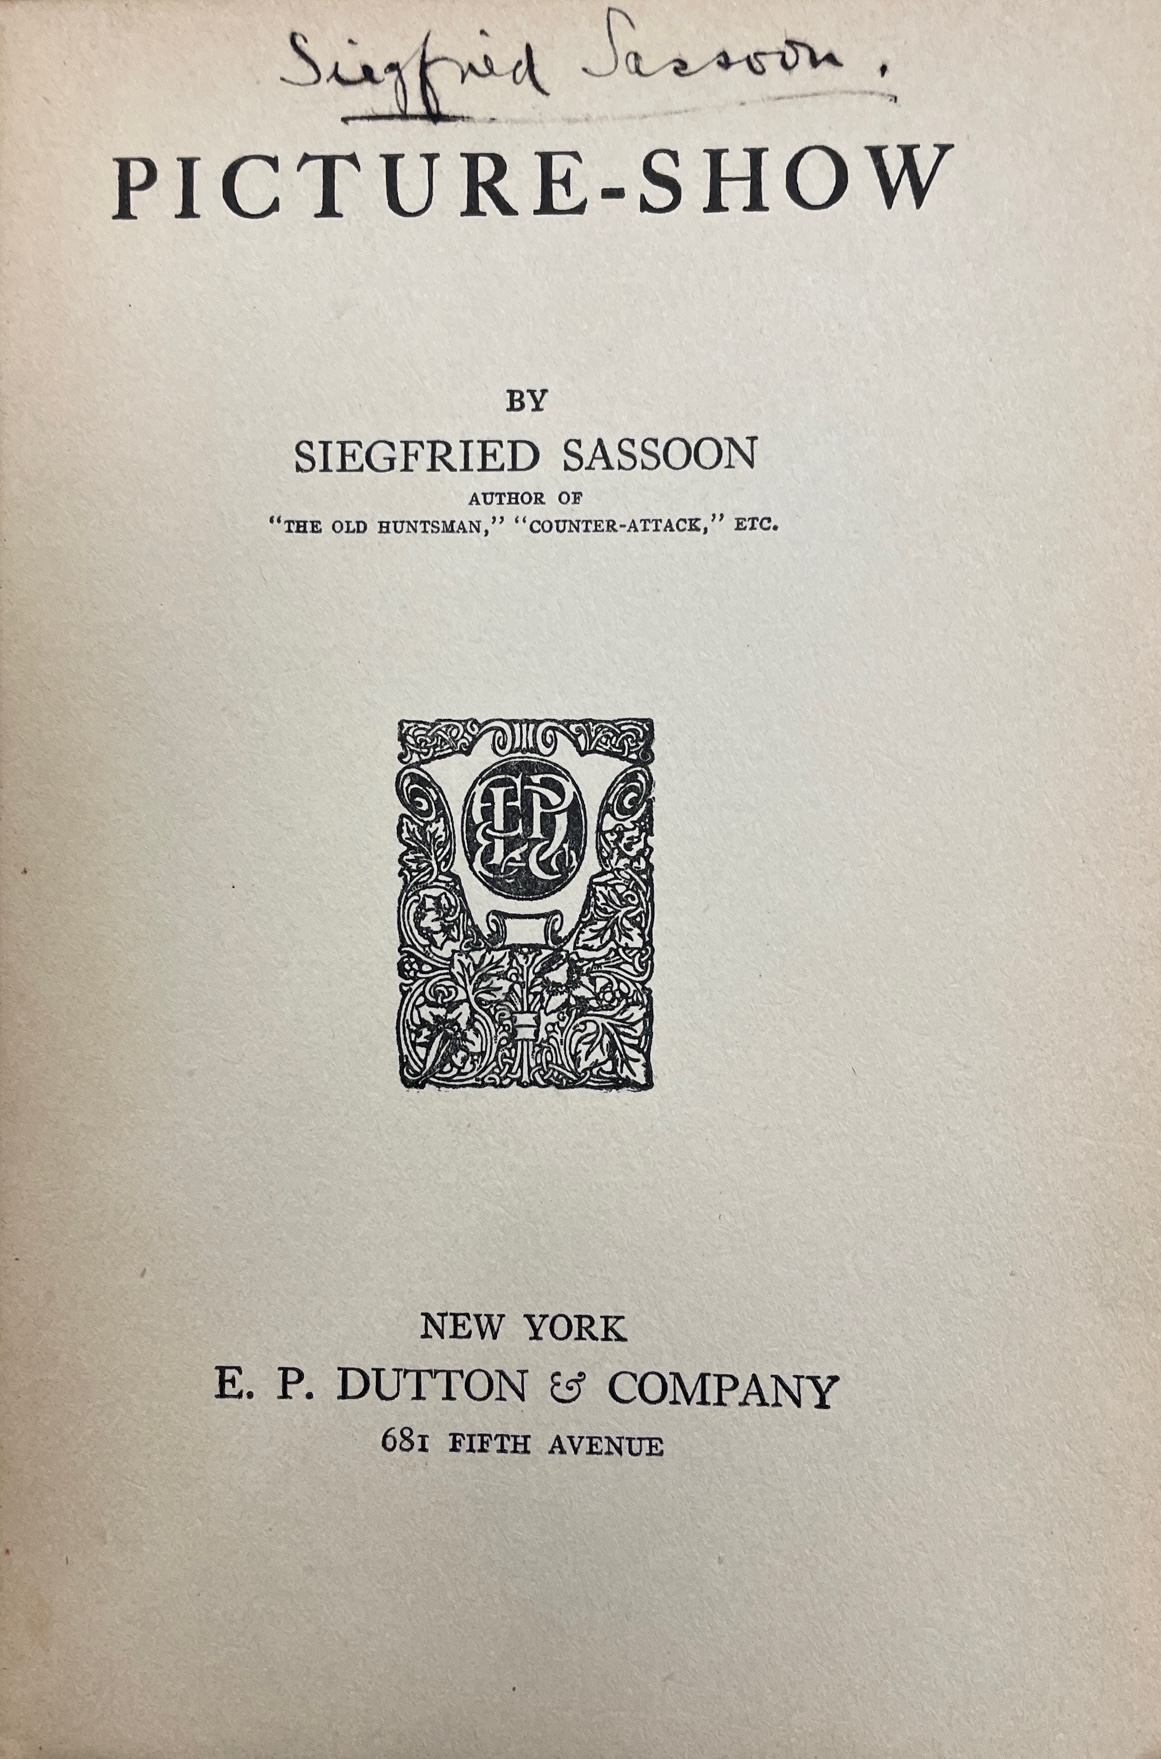 Siegfried Sassoon.
PICTURE-SHOW
BY
SIEGFRIED SASSOON
AUTHOR OF
“THE OLD HUNTSMAN,” “COUNTER-ATTACK,” ETC.
NEW YORK
E. P. DUTTON & COMPANY
681 FIFTH AVENUE